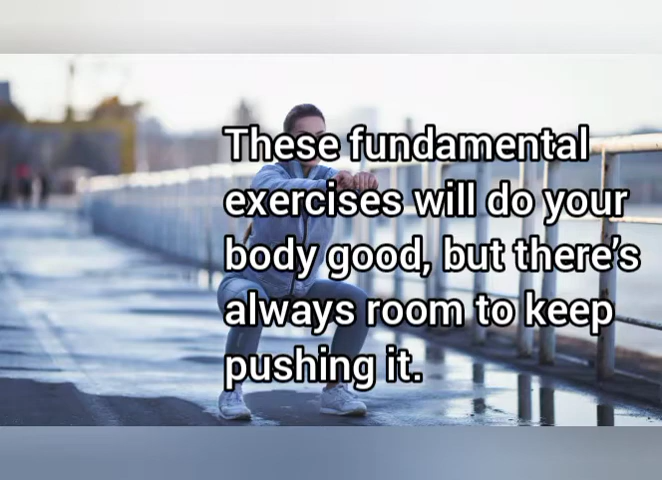 These fundamental
exercises will do your
body good, but there's
always room to keep
pushing it.